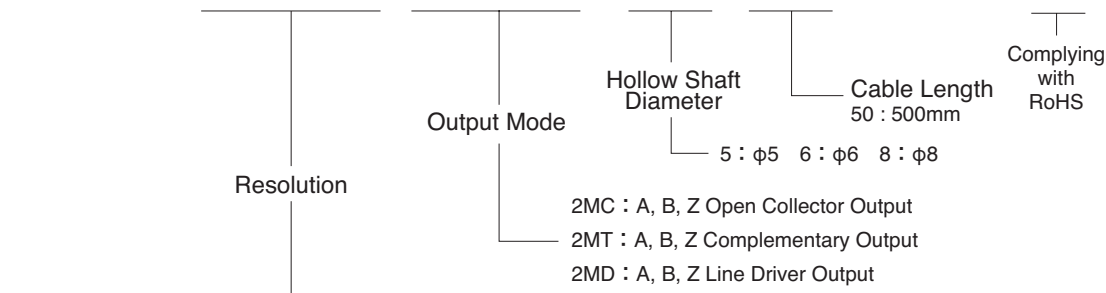 Complying
with
RoHS
Hollow Shaft
Diameter
Cable Length
50 : 500mm
Output Mode
5：φ5 6：φ6 8：φ8
Resolution
2MC：A, B, Z Open Collector Output
2MT：A, B, Z Complementary Output
2MD：A, B, Z Line Driver Output